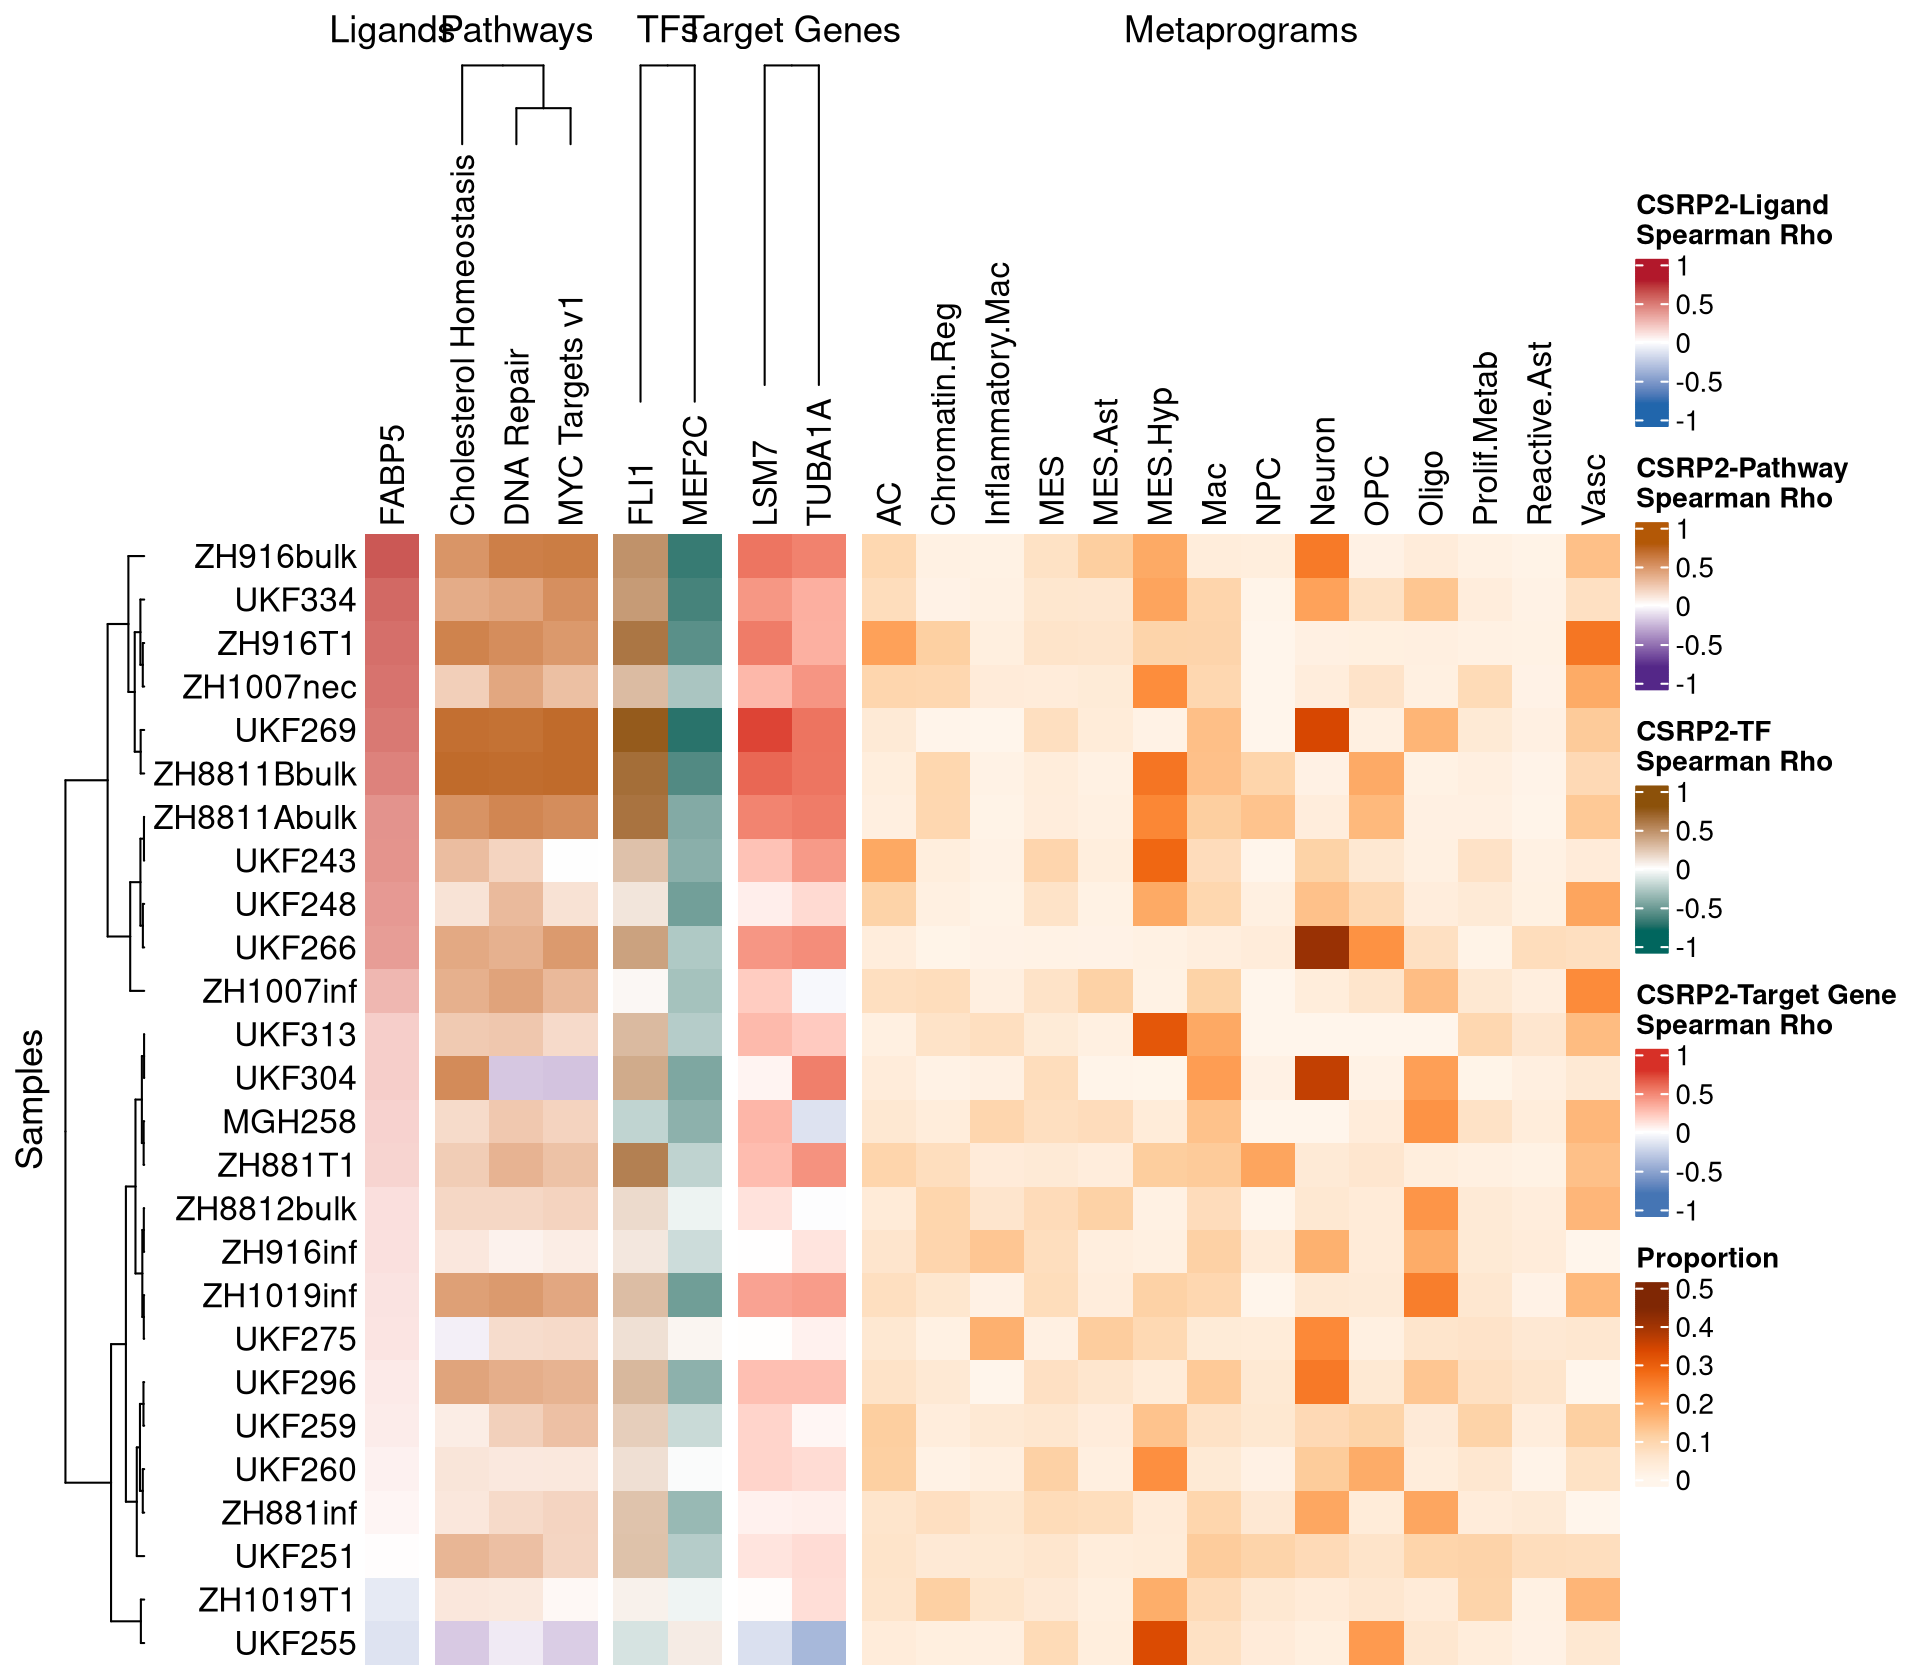 Ligands Pathways TFs Target Genes Metaprograms
FABP5
Cholesterol Homeostasis
DNA Repair
MYC Targets v1
FLI1
MEF2C
LSM7
TUBA1A
AC
Chromatin.Reg
Inflammatory.Mac
MES
MES.Ast
MES.Hyp
Mac
NPC
Neuron
OPC
Oligo
Prolif.Metab
Reactive.Ast
Vasc
Samples
ZH916bulk
UKF334
ZH916T1
ZH1007nec
UKF269
ZH8811Bbulk
ZH8811Abulk
UKF243
UKF248
UKF266
ZH1007inf
UKF313
UKF304
MGH258
ZH881T1
ZH8812bulk
ZH916inf
ZH1019inf
UKF275
UKF296
UKF259
UKF260
ZH881inf
UKF251
ZH1019T1
UKF255
CSRP2-Ligand
Spearman Rho
1
0.5
0
-0.5
-1
CSRP2-Pathway
Spearman Rho
1
0.5
0
-0.5
-1
CSRP2-TF
Spearman Rho
1
0.5
0
-0.5
-1
CSRP2-Target Gene
Spearman Rho
1
0.5
0
-0.5
-1
Proportion
0.5
0.4
0.3
0.2
0.1
0